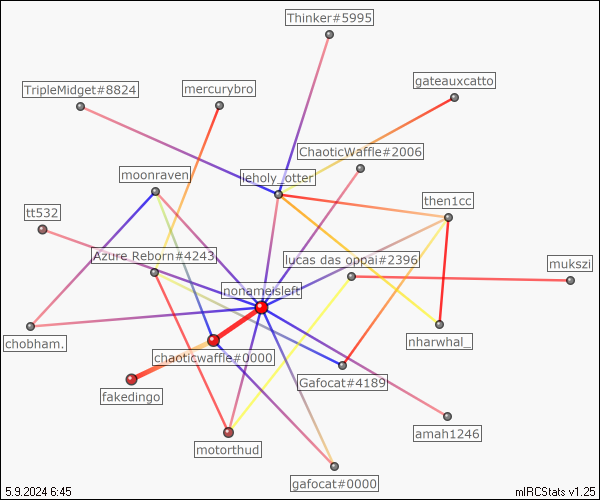 Thinker#5995
gateauxcatto
TripleMidget#8824
mercurybro
ChaoticWaffle#2006
moonraven
leholy_otter
then1cc
tt532
Azure Reborn#4243
lucas das oppai#2396
mukszi
nonameisleft
chobham.
nharwhal_
chaoticwaffle#0000
Gafocat#4189
fakedingo
amah1246
motorthud
gafocat#0000
5.9.2024 6:45
mIRCStats v1.25